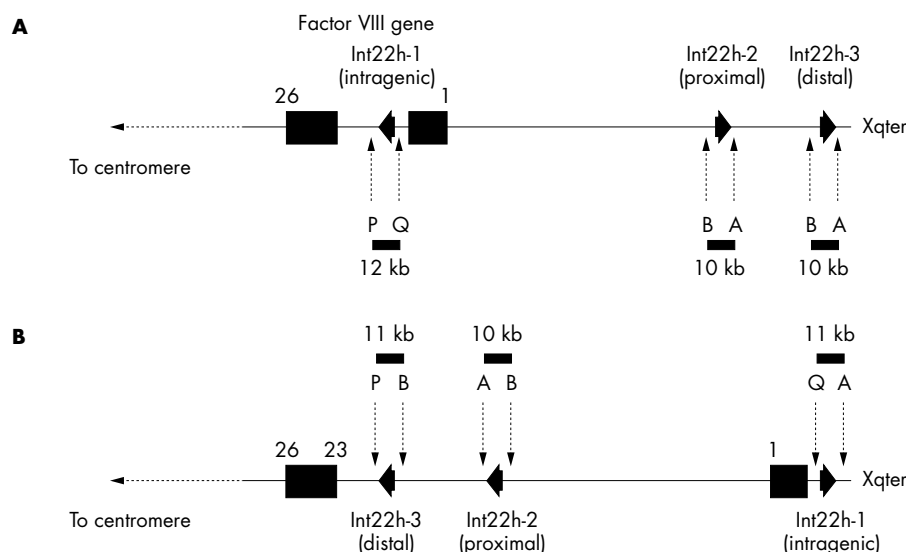 A
Factor VIII gene
Int22h-1
(intragenic)
Int22h-2
(proximal)
Int22h-3
(distal)
26
1
Xqter
To centromere
P Q
B A
B A
12 kb
10 kb
10 kb
B
11 kb
10 kb
11 kb
P B
A B
Q A
26
23
1
Xqter
To centromere
Int22h-3
(distal)
Int22h-2
(proximal)
Int22h-1
(intragenic)